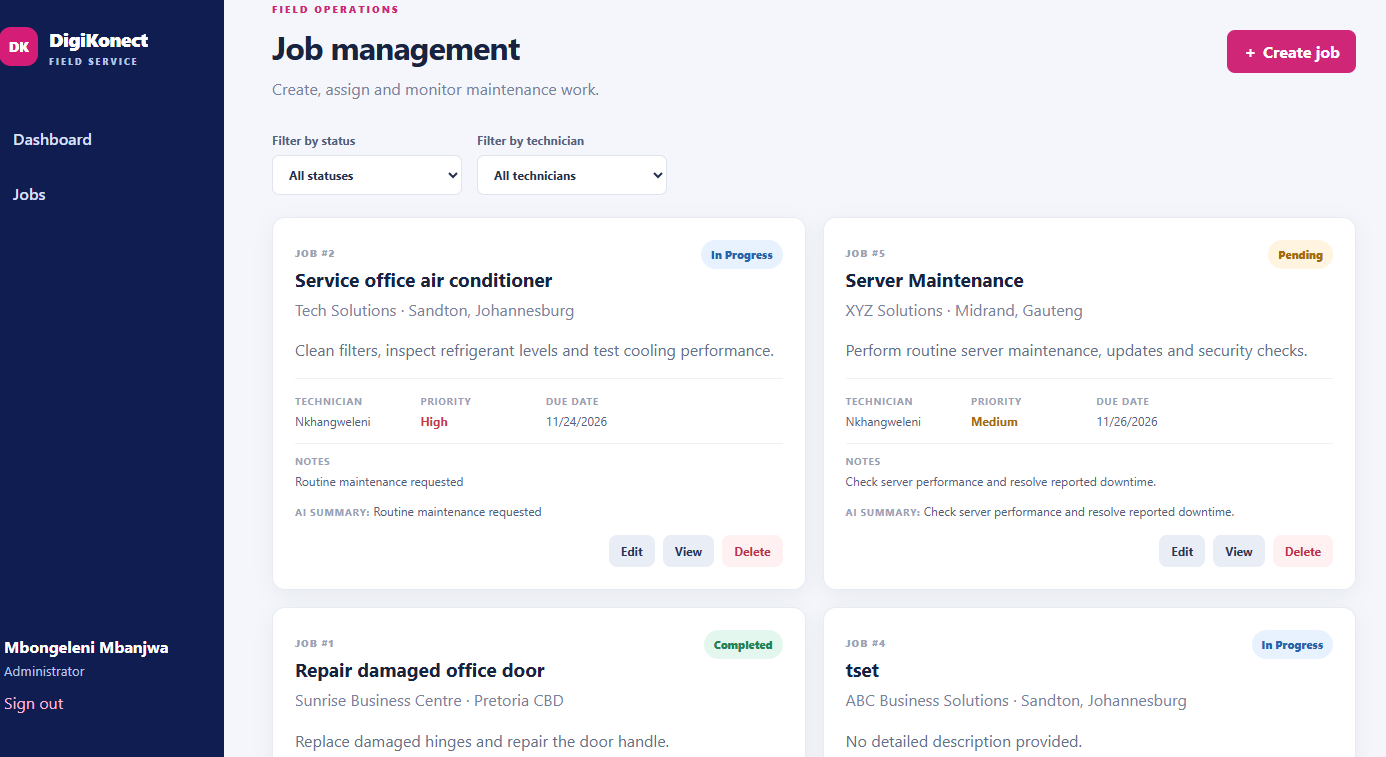 DK
DigiKonect
FIELD SERVICE
Dashboard
Jobs
Mbongeleni Mbanjwa
Administrator
Sign out
FIELD OPERATIONS
Job management
Create, assign and monitor maintenance work.
+ Create job
Filter by status
All statuses
Filter by technician
All technicians
JOB #2
In Progress
Service office air conditioner
Tech Solutions · Sandton, Johannesburg
Clean filters, inspect refrigerant levels and test cooling performance.
TECHNICIAN PRIORITY DUE DATE
Nkhangweleni High 11/24/2026
NOTES
Routine maintenance requested
AI SUMMARY: Routine maintenance requested
Edit View Delete
JOB #5
Pending
Server Maintenance
XYZ Solutions · Midrand, Gauteng
Perform routine server maintenance, updates and security checks.
TECHNICIAN PRIORITY DUE DATE
Nkhangweleni Medium 11/26/2026
NOTES
Check server performance and resolve reported downtime.
AI SUMMARY: Check server performance and resolve reported downtime.
Edit View Delete
JOB #1
Completed
Repair damaged office door
Sunrise Business Centre · Pretoria CBD
Replace damaged hinges and repair the door handle.
JOB #4
In Progress
tset
ABC Business Solutions · Sandton, Johannesburg
No detailed description provided.